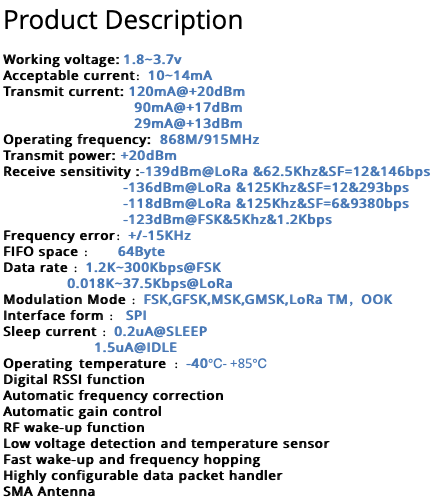 Product Description
Working voltage: 1.8~3.7v
Acceptable current: 10~14mA
Transmit current: 120mA@+20dBm
90mA@+17dBm
29mA@+13dBm
Operating frequency: 868M/915MHz
Transmit power: +20dBm
Receive sensitivity :-139dBm@LoRa &62.5Khz&SF=12&146bps
-136dBm@LoRa &125Khz&SF=12&293bps
-118dBm@LoRa &125Khz&SF=6&9380bps
-123dBm@FSK&5Khz&1.2Kbps
Frequency error: +/-15KHz
FIFO space : 64Byte
Data rate : 1.2K~300Kbps@FSK
0.018K~37.5Kbps@LoRa
Modulation Mode : FSK,GFSK,MSK,GMSK,LoRa TM, OOK
Interface form : SPI
Sleep current : 0.2uA@SLEEP
1.5uA@IDLE
Operating temperature : -40℃- +85℃
Digital RSSI function
Automatic frequency correction
Automatic gain control
RF wake-up function
Low voltage detection and temperature sensor
Fast wake-up and frequency hopping
Highly configurable data packet handler
SMA Antenna